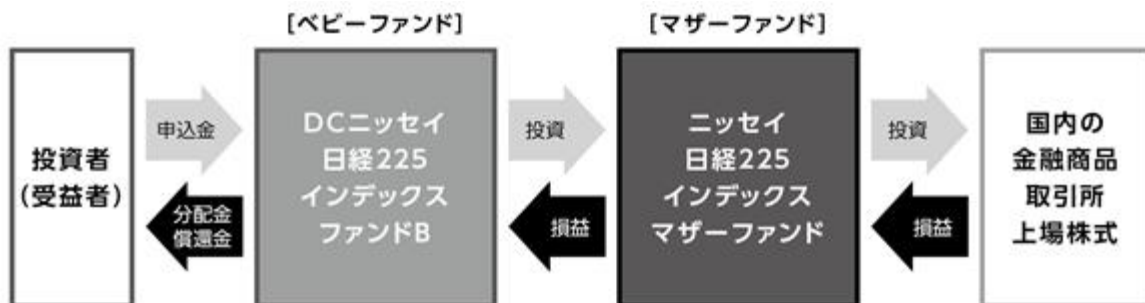 [ベビーファンド]
[マザーファンド]
投資者
(受益者)
申込金
分配金
償還金
DCニッセイ
日経225
インデックス
ファンドB
投資
損益
ニッセイ
日経225
インデックス
マザーファンド
投資
損益
国内の
金融商品
取引所
上場株式